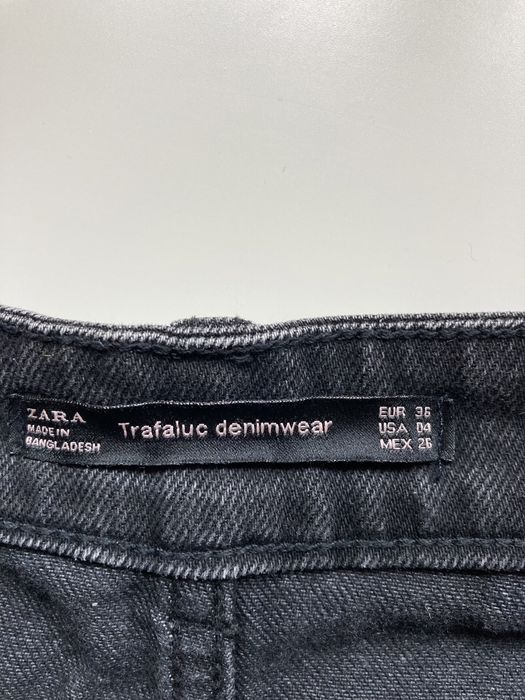 ZARA
MADE IN
BANGLADESH
Trafaluc denimwear
EUR 36
USA 04
MEX 26